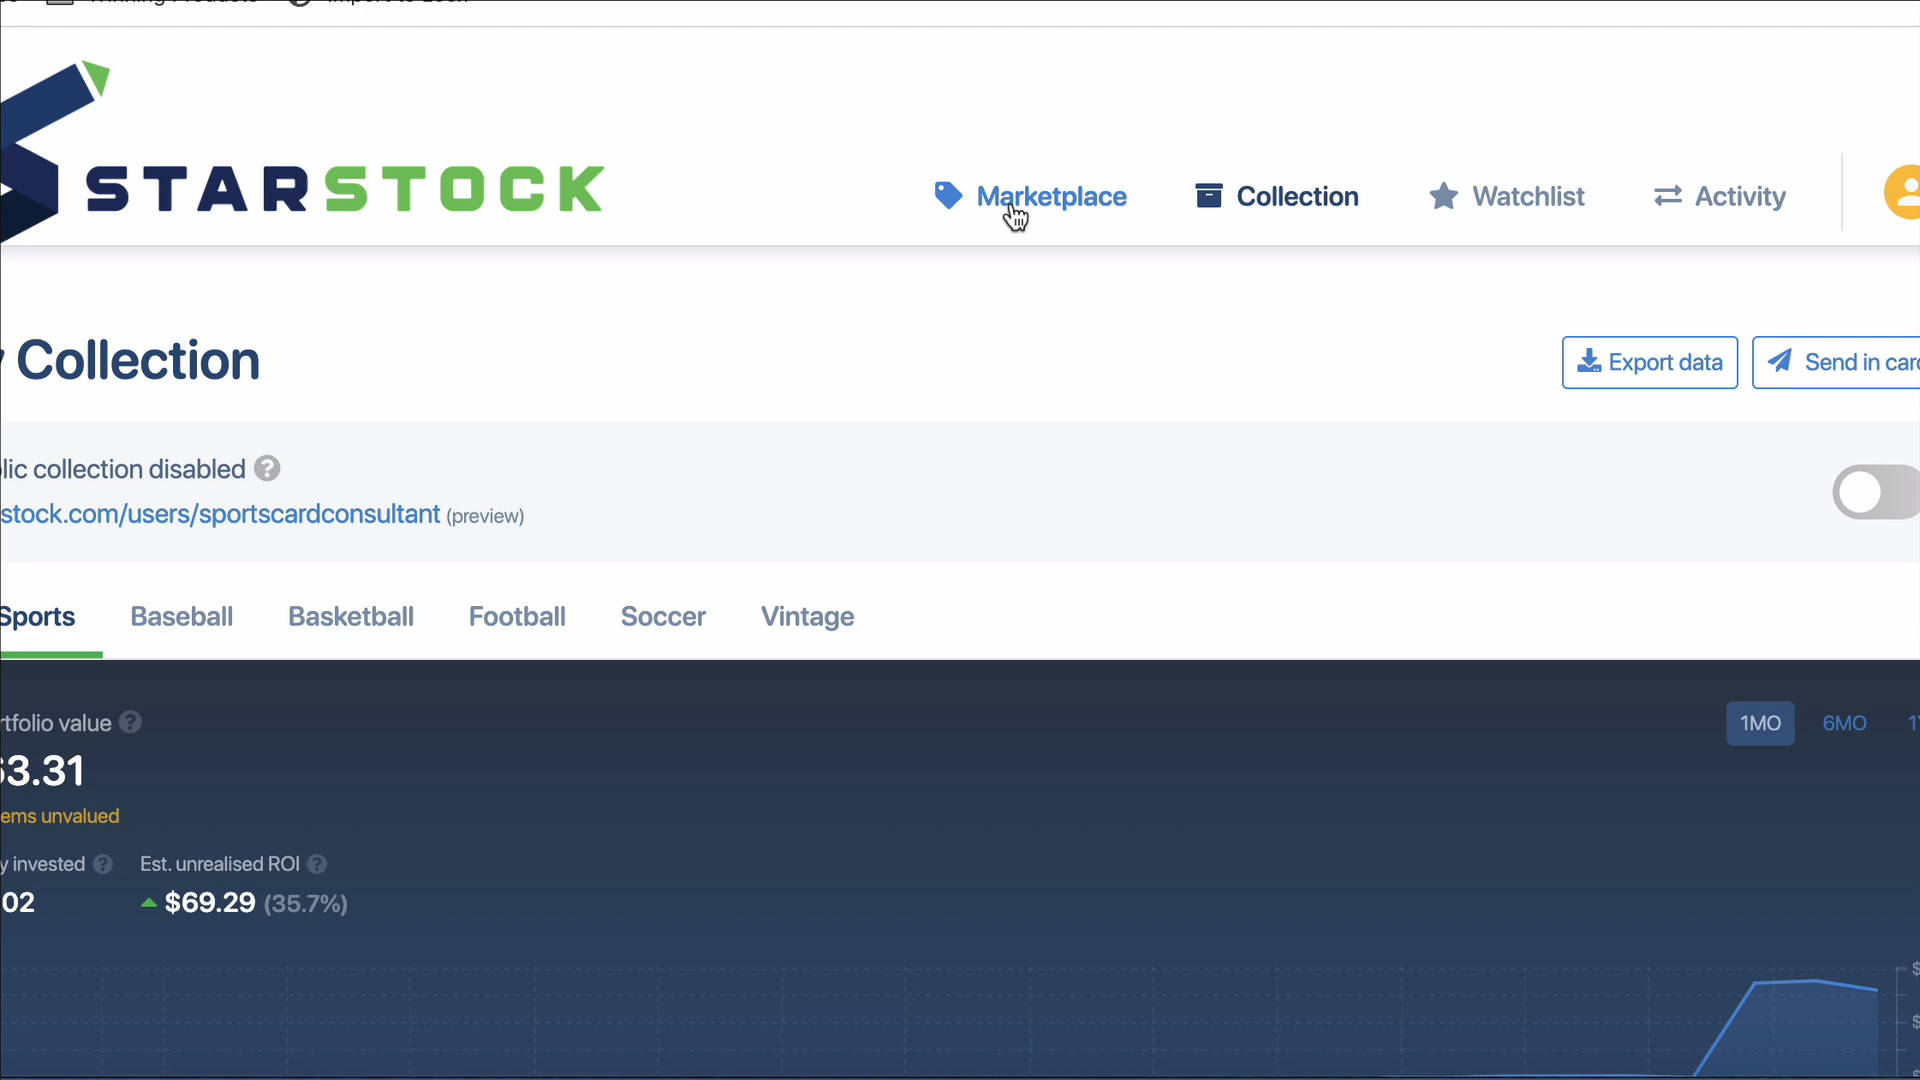 STARSTOCK
Marketplace
Collection
Watchlist
Activity
Collection
Export data
Send in
lic collection disabled ?
stock.com/users/sportscardconsultant (preview)
Sports
Baseball
Basketball
Football
Soccer
Vintage
rtfolio value ?
1MO
6MO
3.31
ems unvalued
y invested ?
Est. unrealised ROI ?
02
$69.29 (35.7%)